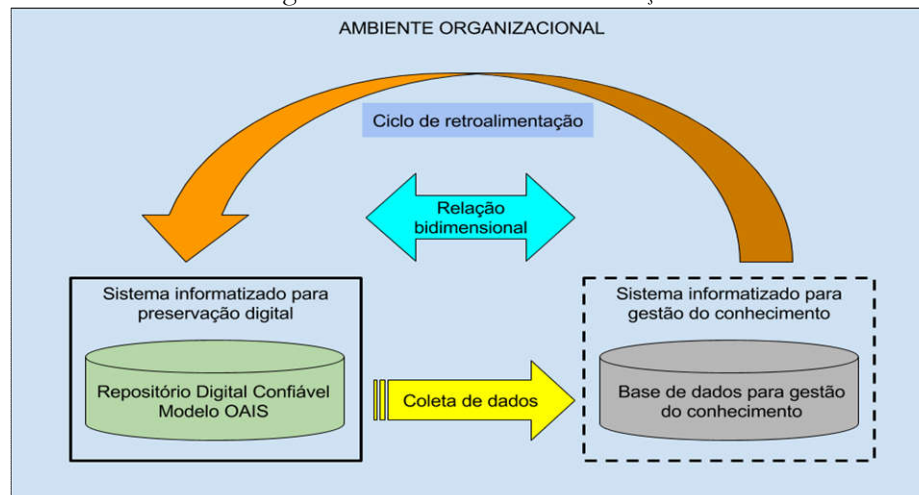 AMBIENTE ORGANIZACIONAL
Ciclo de retroalimentação
Relação
bidimensional
Sistema informatizado para
preservação digital
Repositório Digital Confiável
Modelo OAIS
Coleta de dados
Sistema informatizado para
gestão do conhecimento
Base de dados para gestão
do conhecimento